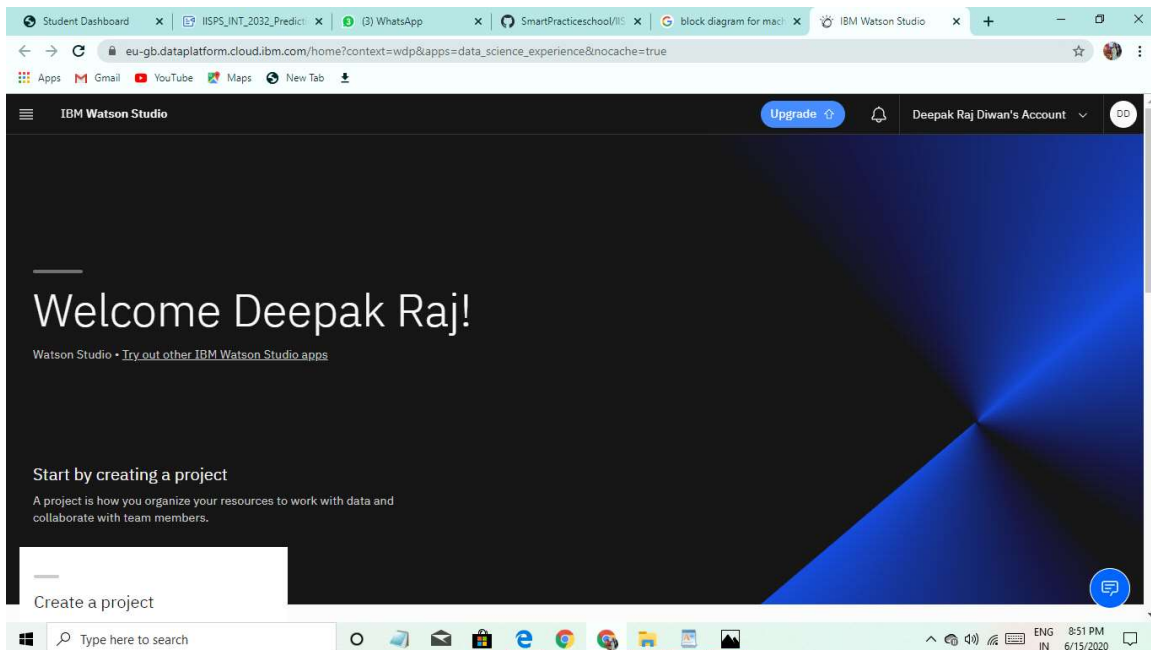 Student Dashboard
IISPS_INT_2032_Predict
(3) WhatsApp
SmartPracticeschool/IIS
block diagram for mach
IBM Watson Studio
eu-gb.dataplatform.cloud.ibm.com/home?context=wdp&apps=data_science_experience&nocache=true
Apps Gmail YouTube Maps New Tab
IBM Watson Studio
Upgrade
Deepak Raj Diwan's Account
DD
Welcome Deepak Raj!
Watson Studio • Try out other IBM Watson Studio apps
Start by creating a project
A project is how you organize your resources to work with data and
collaborate with team members.
Create a project
Type here to search
ENG 8:51 PM
IN 6/15/2020